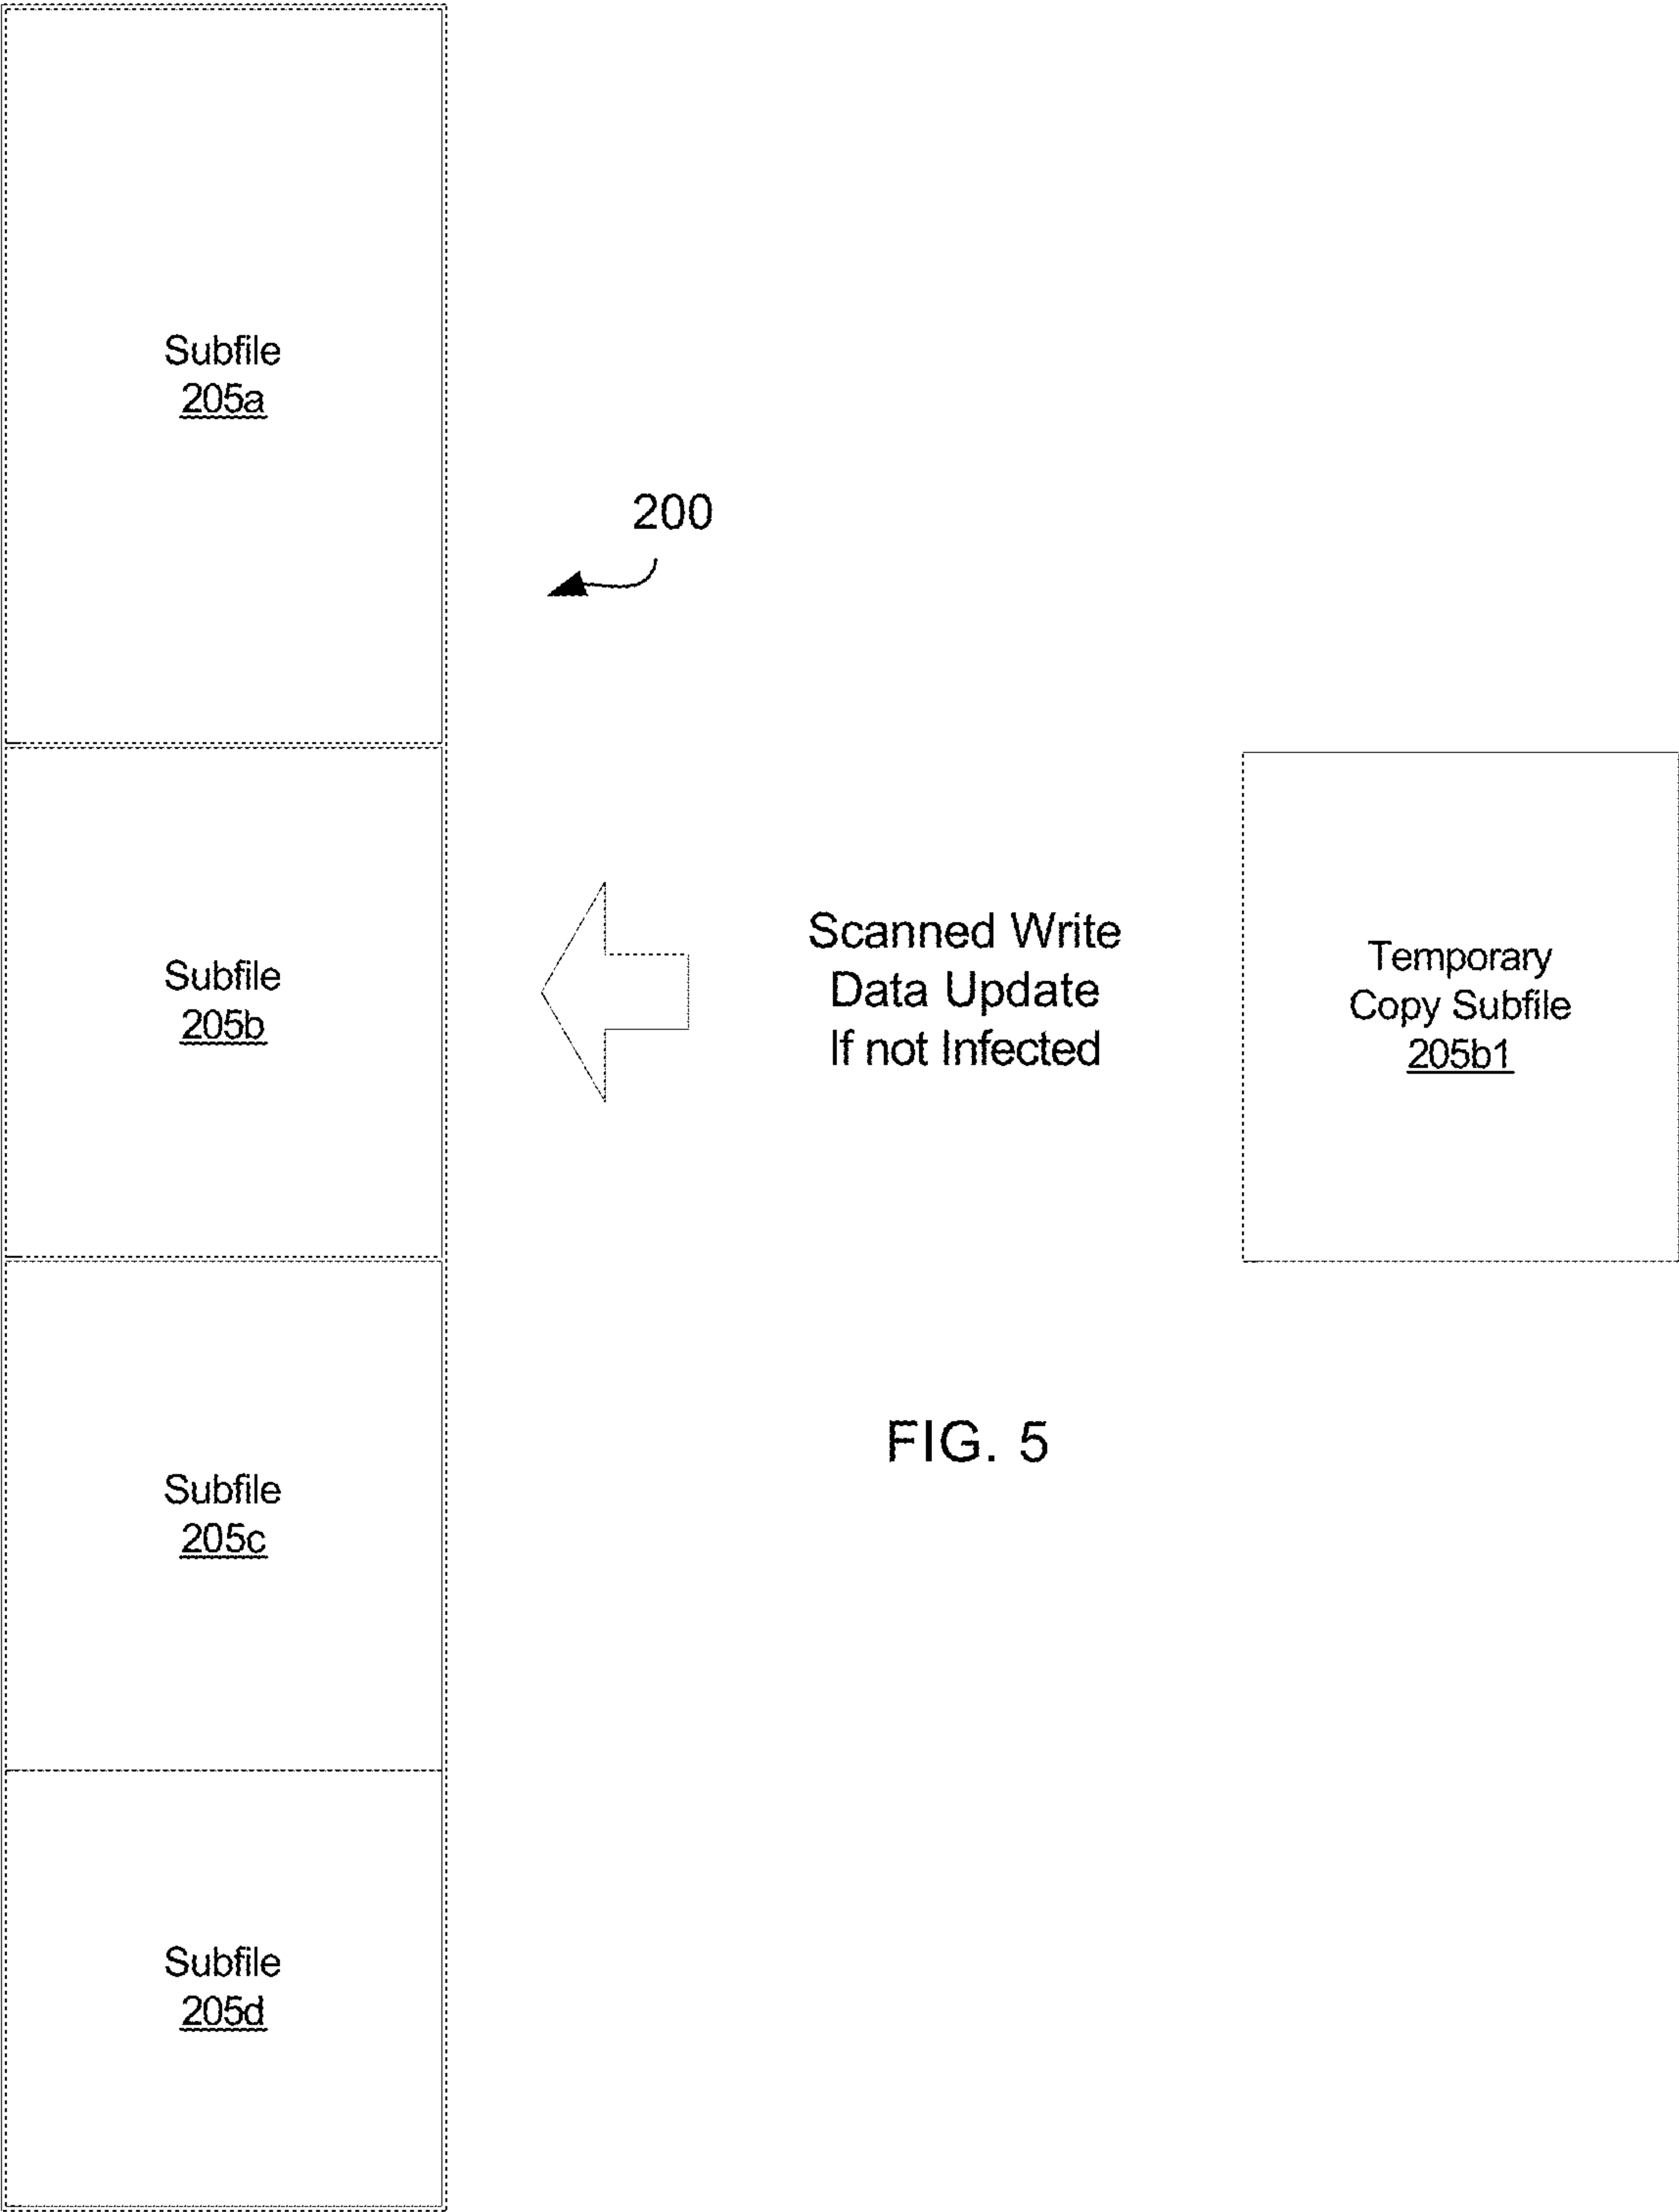 Subfile
205a
200
Subfile
205b
Scanned Write
Data Update
If not Infected
Temporary
Copy Subfile
205b1
FIG. 5
Subfile
205c
Subfile
205d